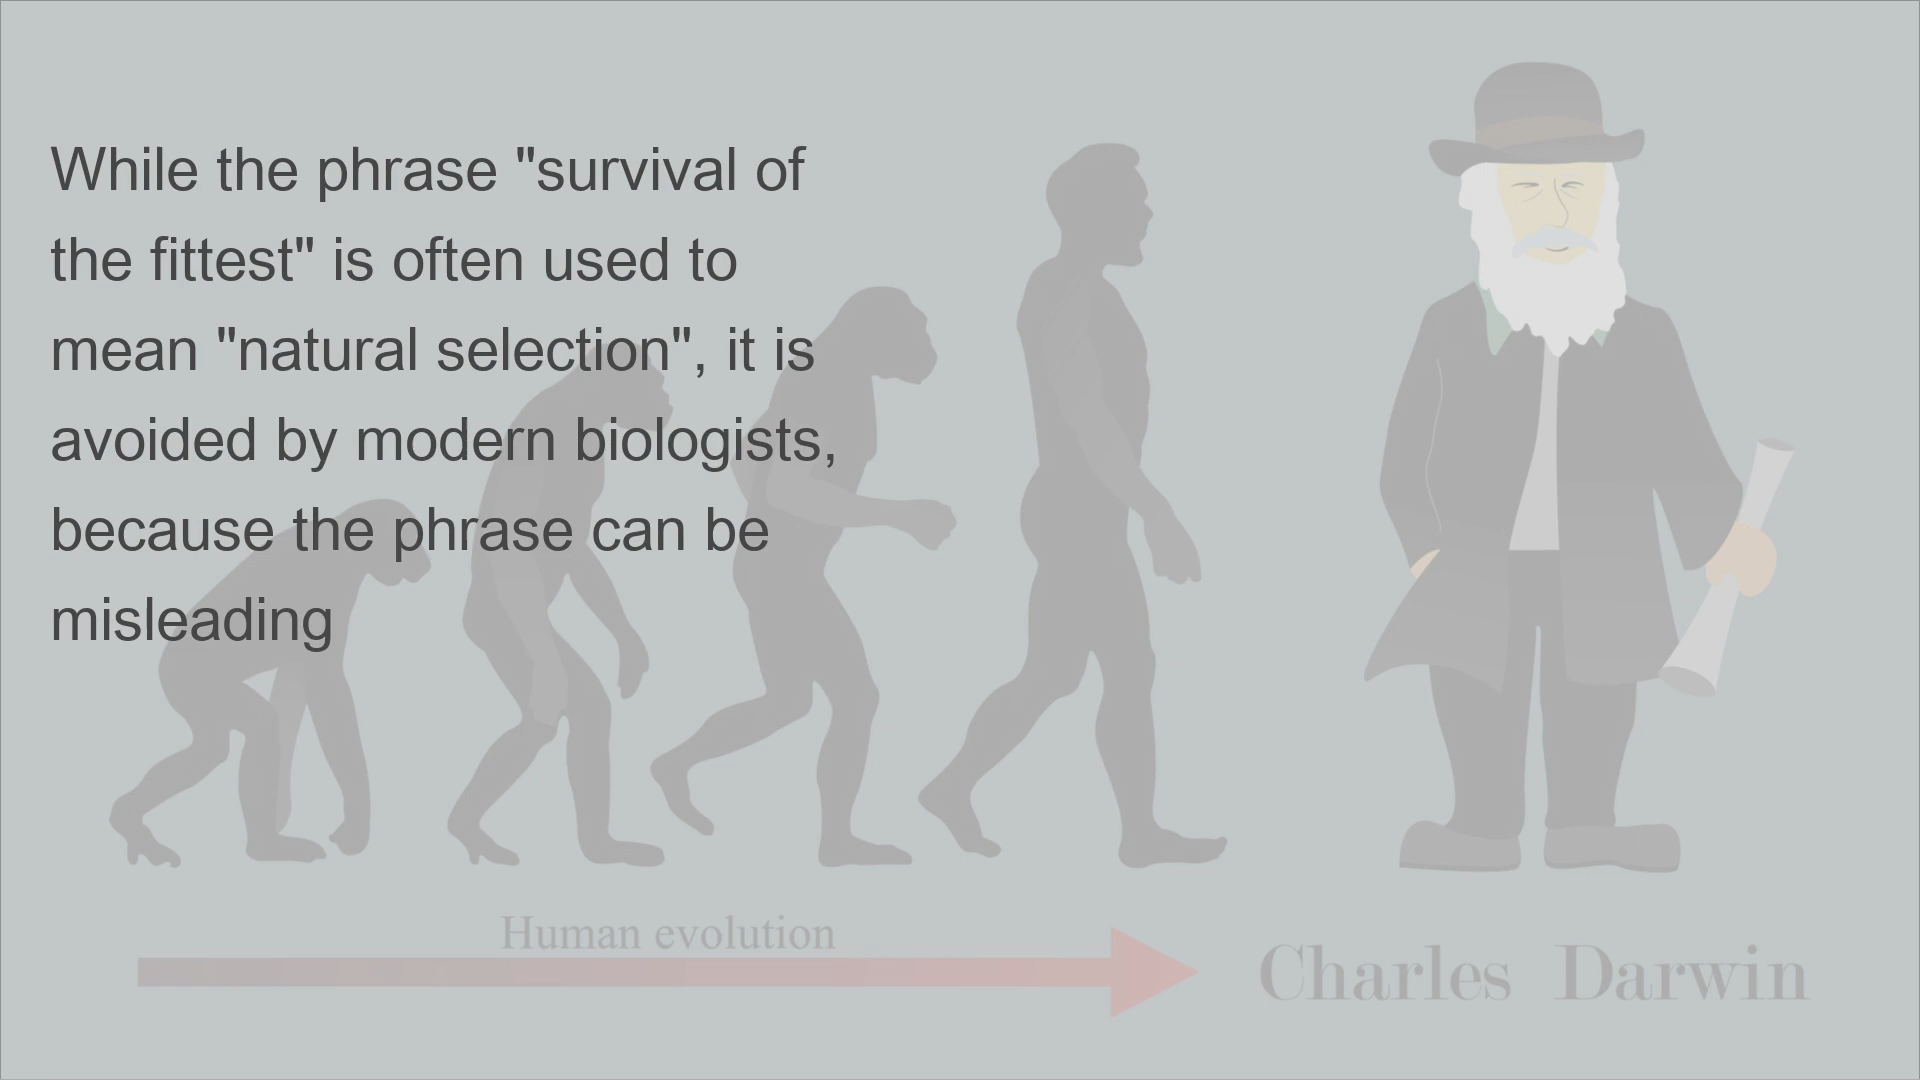 While the phrase "survival of
the fittest" is often used to
mean "natural selection", it is
avoided by modern biologists,
because the phrase can be
misleading
Human evolution
Charles Darwin